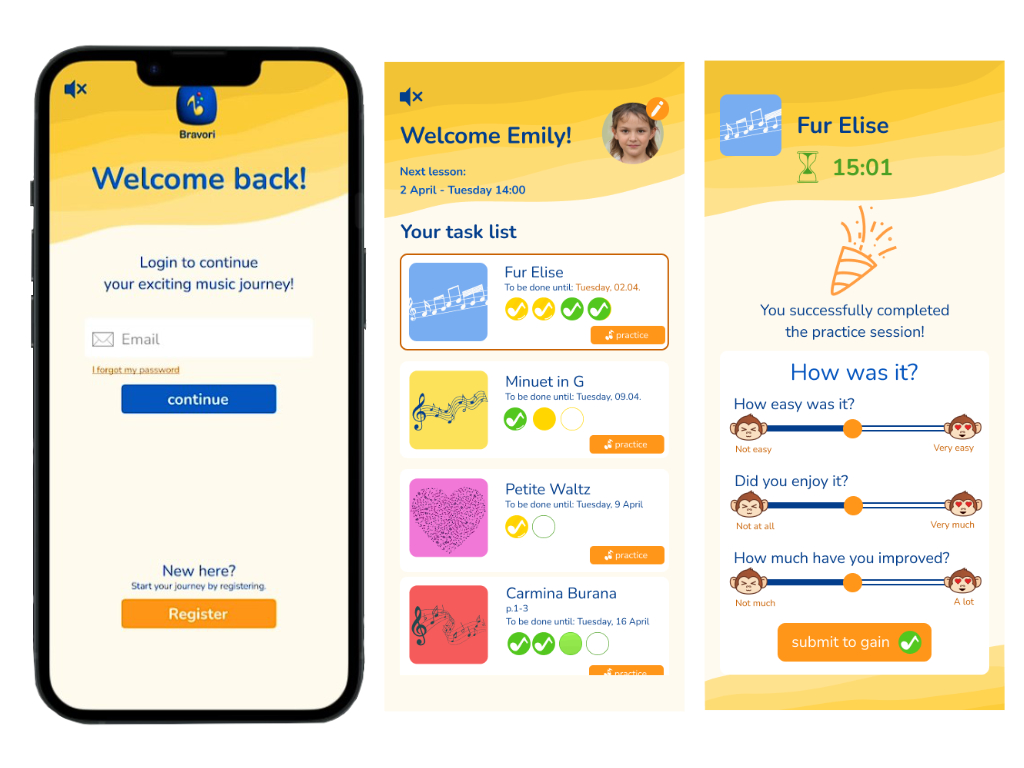 Bravori
Welcome back!
Login to continue
your exciting music journey!
Email
I forgot my password
continue
New here?
Start your journey by registering.
Register
Welcome Emily!
Next lesson:
2 April - Tuesday 14:00
Your task list
Fur Elise
To be done until: Tuesday, 02.04.
practice
Minuet in G
To be done until: Tuesday, 09.04.
practice
Petite Waltz
To be done until: Tuesday, 9 April
practice
Carmina Burana
p.1-3
To be done until: Tuesday, 16 April
practice
Fur Elise
15:01
You successfully completed
the practice session!
How was it?
How easy was it?
Not easy
Very easy
Did you enjoy it?
Not at all
Very much
How much have you improved?
Not much
A lot
submit to gain